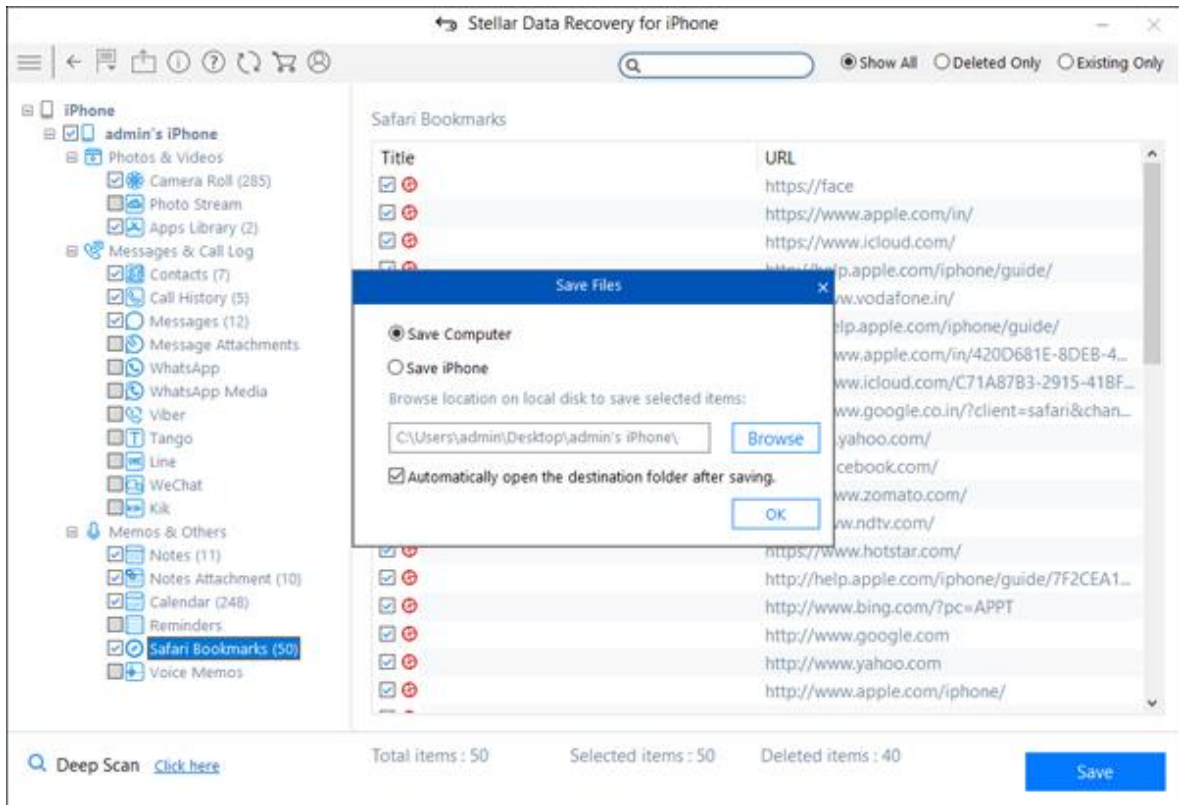 Stellar Data Recovery for iPhone
Show All Deleted Only Existing Only
iPhone
admin's iPhone
Photos & Videos
Camera Roll (285)
Photo Stream
Apps Library (2)
Messages & Call Log
Contacts (7)
Call History (5)
Messages (12)
Message Attachments
WhatsApp
WhatsApp Media
Viber
Tango
Line
WeChat
Kik
Memos & Others
Notes (11)
Notes Attachment (10)
Calendar (248)
Reminders
Safari Bookmarks (50)
Voice Memos
Deep Scan Click here
Safari Bookmarks
Title URL
https://face
https://www.apple.com/in/
https://www.icloud.com/
http://help.apple.com/iphone/guide/
w.vodafone.in/
elp.apple.com/iphone/guide/
ww.apple.com/in/420D681E-8DEB-4...
ww.icloud.com/C71A87B3-2915-41BF...
ww.google.co.in/?client=safari&chan...
.yahoo.com/
cebook.com/
ww.zomato.com/
w.ndtv.com/
https://www.hotstar.com/
http://help.apple.com/iphone/guide/7F2CEA1...
http://www.bing.com/?pc=APPT
http://www.google.com
http://www.yahoo.com
http://www.apple.com/iphone/
Save Files
Save Computer
Save iPhone
Browse location on local disk to save selected items:
C:\Users\admin\Desktop\admin's iPhone\ Browse
Automatically open the destination folder after saving.
OK
Total items : 50 Selected items : 50 Deleted items : 40
Save